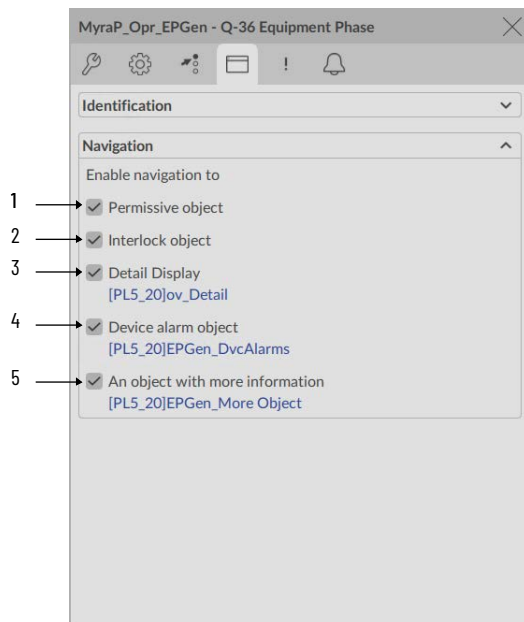 MyraP_Opr_EPGen - Q-36 Equipment Phase
!
Identification
Navigation
Enable navigation to
1 Permissive object
2 Interlock object
3 Detail Display
[PL5_20]ov_Detail
4 Device alarm object
[PL5_20]EPGen_DvcAlarms
5 An object with more information
[PL5_20]EPGen_More Object